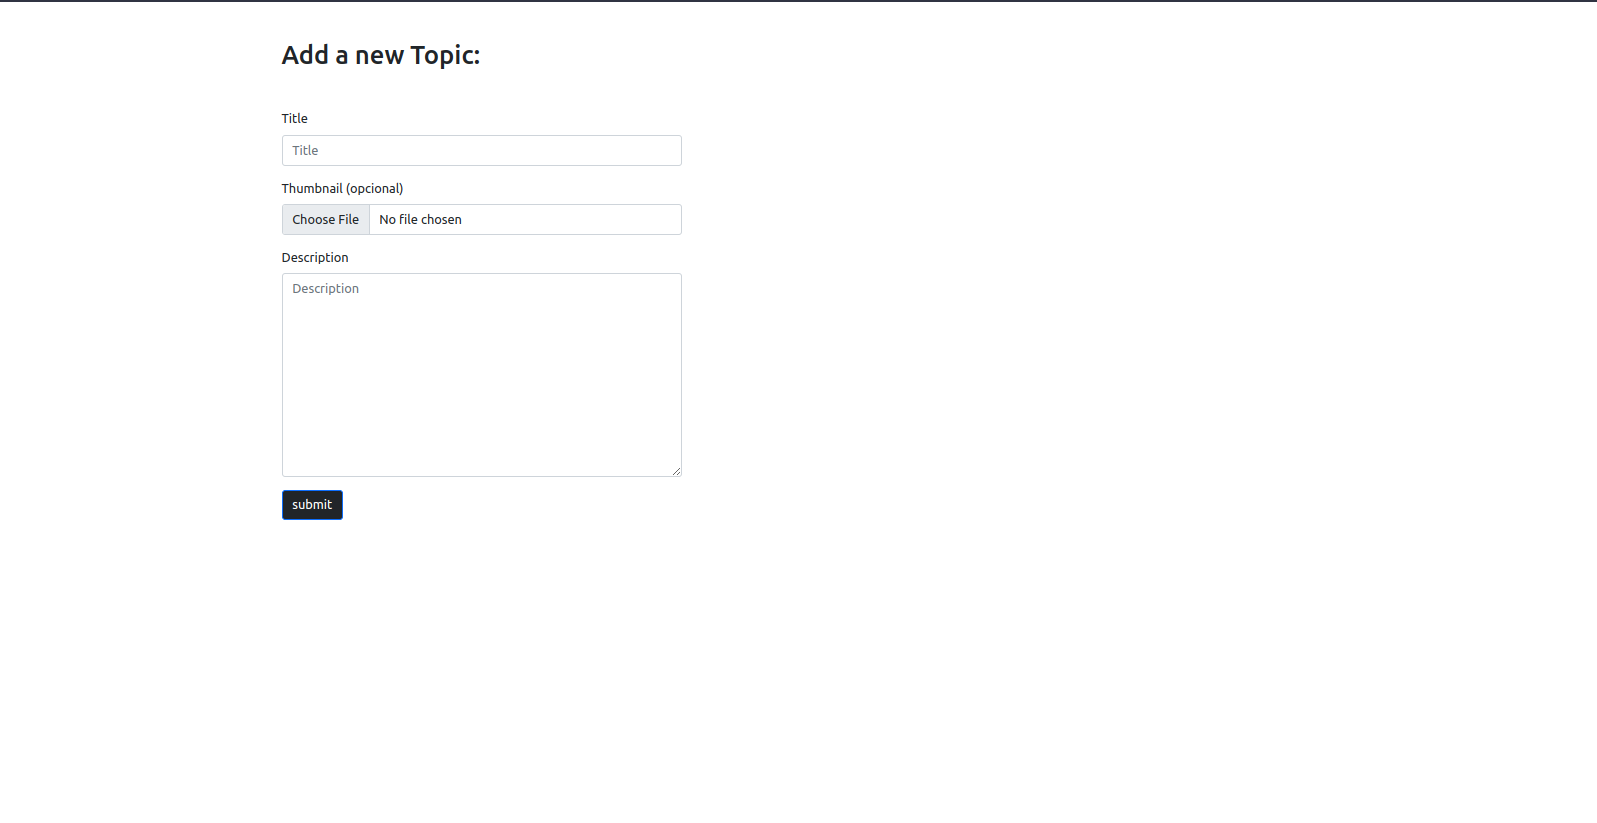 Add a new Topic:
Title
Title
Thumbnail (opcional)
Choose File No file chosen
Description
Description
submit